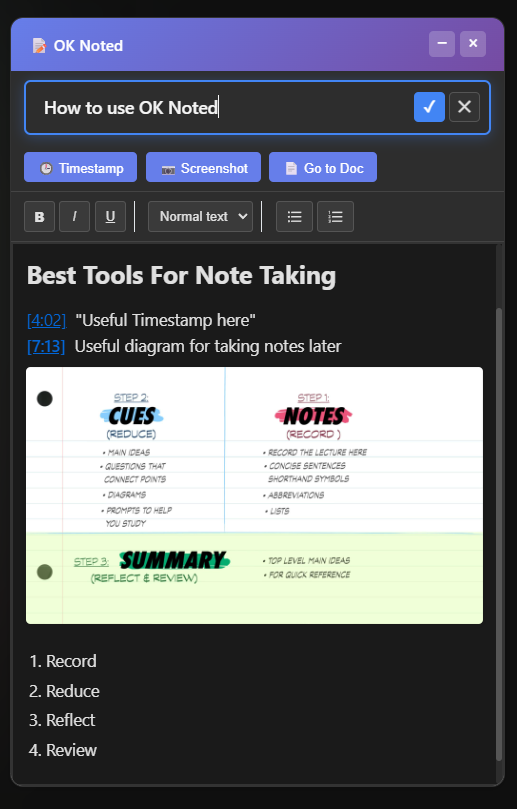 OK Noted
How to use OK Noted
Timestamp
Screenshot
Go to Doc
B
I
U
Normal text
Best Tools For Note Taking
[4:02] "Useful Timestamp here"
[7:13] Useful diagram for taking notes later
STEP 2:
CUES
(REDUCE)
• MAIN IDEAS
• QUESTIONS THAT
CONNECT POINTS
• DIAGRAMS
• PROMPTS TO HELP
YOU STUDY
STEP 1:
NOTES
(RECORD )
• RECORD THE LECTURE HERE
• CONCISE SENTENCES
SHORTHAND SYMBOLS
• ABBREVIATIONS
• LISTS
STEP 3: SUMMARY
(REFLECT & REVIEW)
• TOP LEVEL MAIN IDEAS
• FOR QUICK REFERENCE
1. Record
2. Reduce
3. Reflect
4. Review